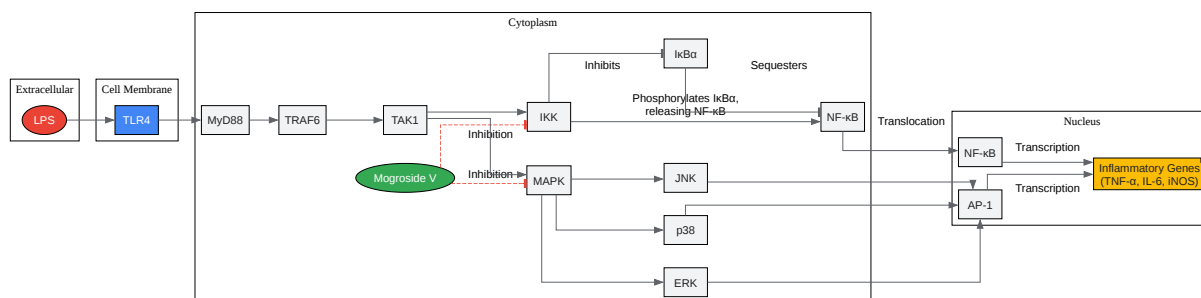 Cytoplasm
Extracellular
Cell Membrane
Nucleus
LPS
TLR4
MyD88
TRAF6
TAK1
IKK
IκBα
Inhibits
Sequesters
Phosphorylates IκBα,
releasing NF-κB
NF-κB
Translocation
Inhibition
Inhibition
Mogroside V
MAPK
JNK
p38
ERK
NF-κB
AP-1
Transcription
Transcription
Inflammatory Genes
(TNF-α, IL-6, iNOS)